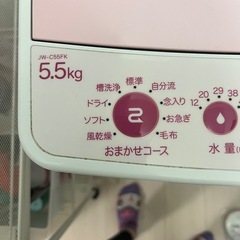 JW-C55FK
5.5kg
標準
槽洗浄
自分流
ドライ
念入り
ソフト
お急ぎ
風乾燥
毛布
おまかせコース
12
20
29
38
水量